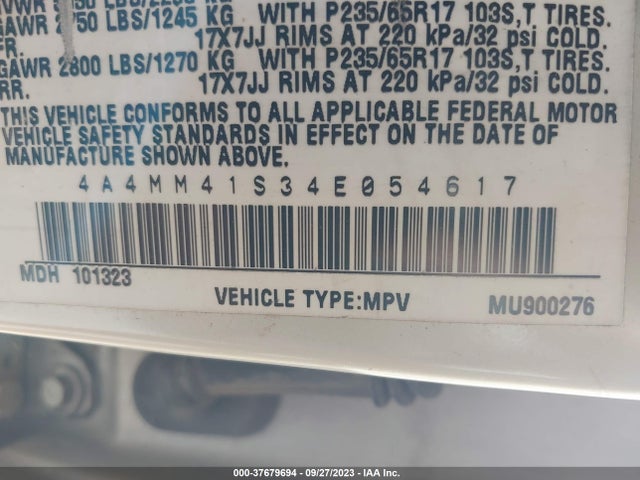 GAWR 2750 LBS/1245 KG WITH P235/65R17 103S,T TIRES.
FR. 17X7JJ RIMS AT 220 kPa/32 psi COLD.
GAWR 2800 LBS/1270 KG WITH P235/65R17 103S,T TIRES.
RR. 17X7JJ RIMS AT 220 kPa/32 psi COLD.
THIS VEHICLE CONFORMS TO ALL APPLICABLE FEDERAL MOTOR
VEHICLE SAFETY STANDARDS IN EFFECT ON THE DATE OF
MANUFACTURE SHOWN ABOVE.
4A4MM41S34E054617
MDH 101323
VEHICLE TYPE:MPV
MU900276
000-37679694 | 09/27/2023 | IAA Inc.